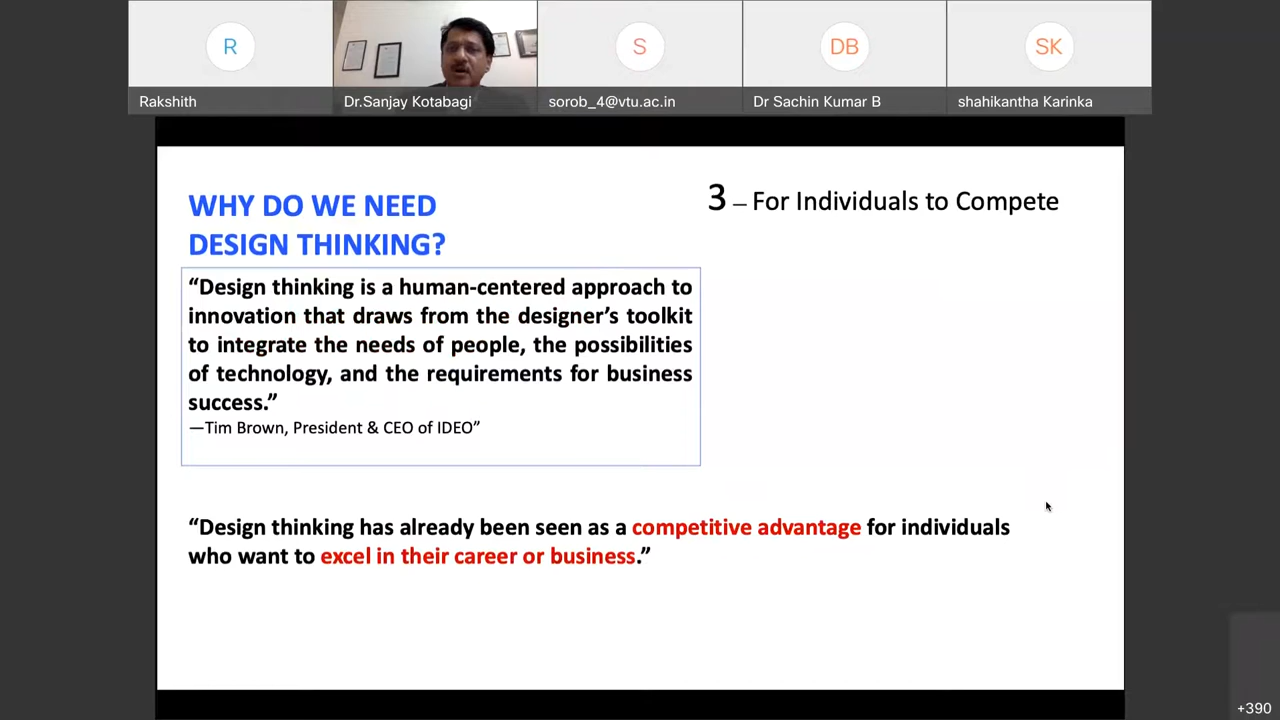 R
S
DB
SK
Rakshith
Dr.Sanjay Kotabagi
sorob_4@vtu.ac.in
Dr Sachin Kumar B
shahikantha Karinka
WHY DO WE NEED
DESIGN THINKING?
3 – For Individuals to Compete
“Design thinking is a human-centered approach to
innovation that draws from the designer’s toolkit
to integrate the needs of people, the possibilities
of technology, and the requirements for business
success.”
—Tim Brown, President & CEO of IDEO”
“Design thinking has already been seen as a competitive advantage for individuals
who want to excel in their career or business.”
+390